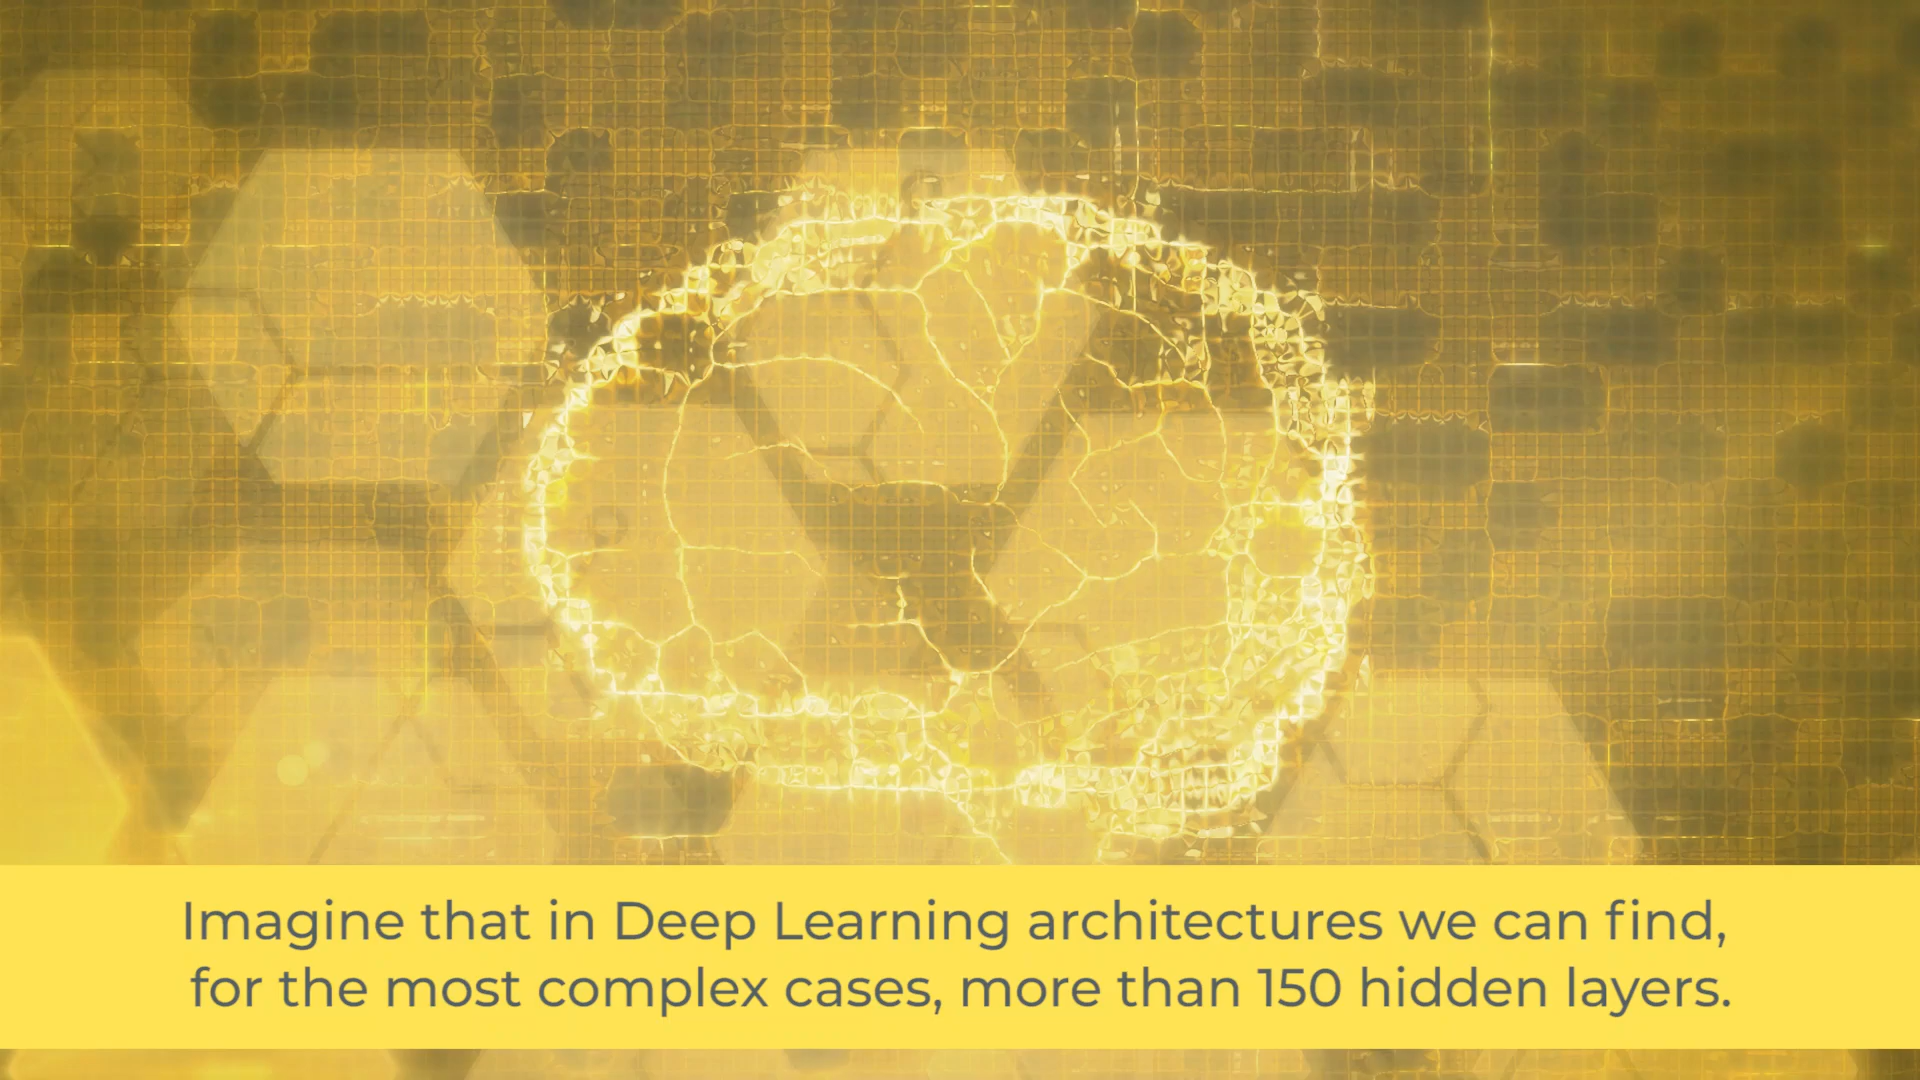 Imagine that in Deep Learning architectures we can find,
for the most complex cases, more than 150 hidden layers.